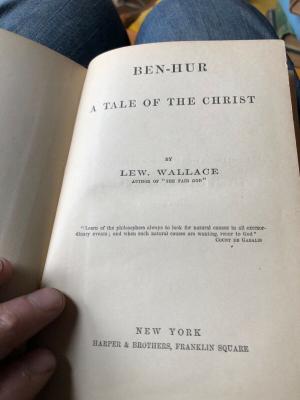 BEN-HUR
A TALE OF THE CHRIST
BY
LEW. WALLACE
AUTHOR OF "THE FAIR GOD"
"Learn of the philosophers always to look for natural causes in all extraor-
dinary events; and when such natural causes are wanting, recur to God."
COUNT DE GABALIS
NEW YORK
HARPER & BROTHERS, FRANKLIN SQUARE